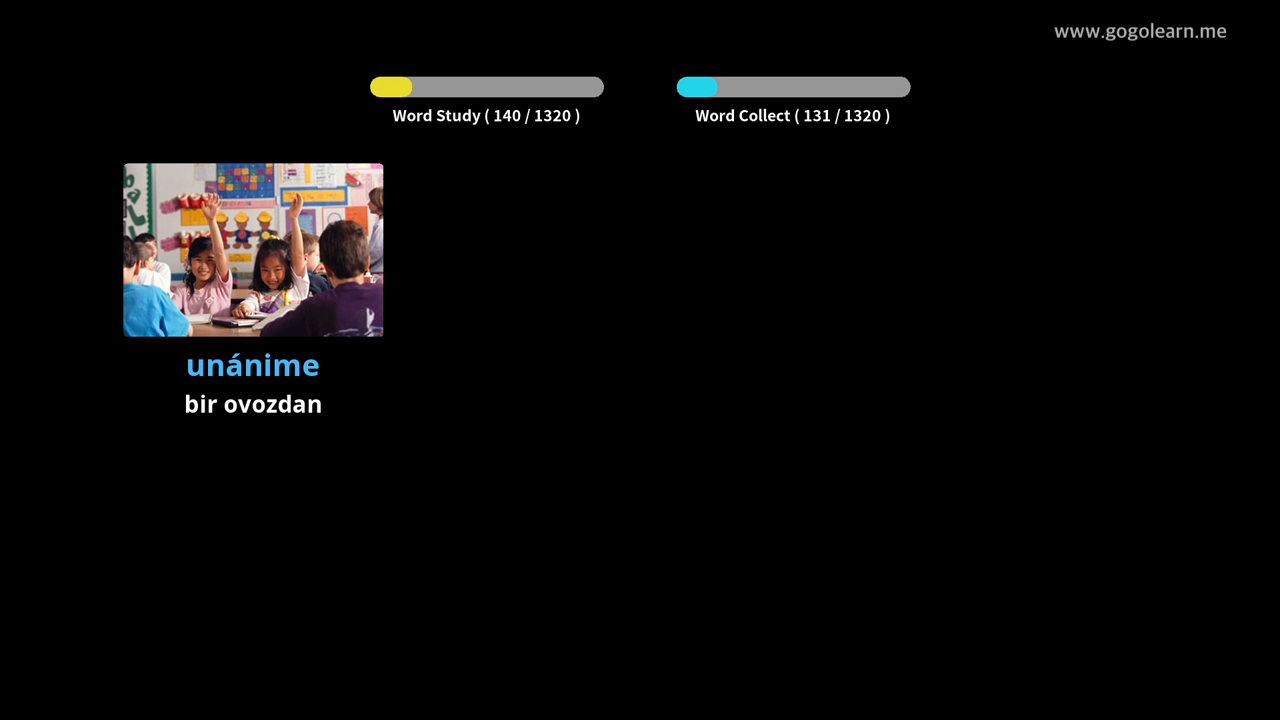 www.gogolearn.me
Word Study ( 140 / 1320 )
Word Collect ( 131 / 1320 )
unánime
bir ovozdan